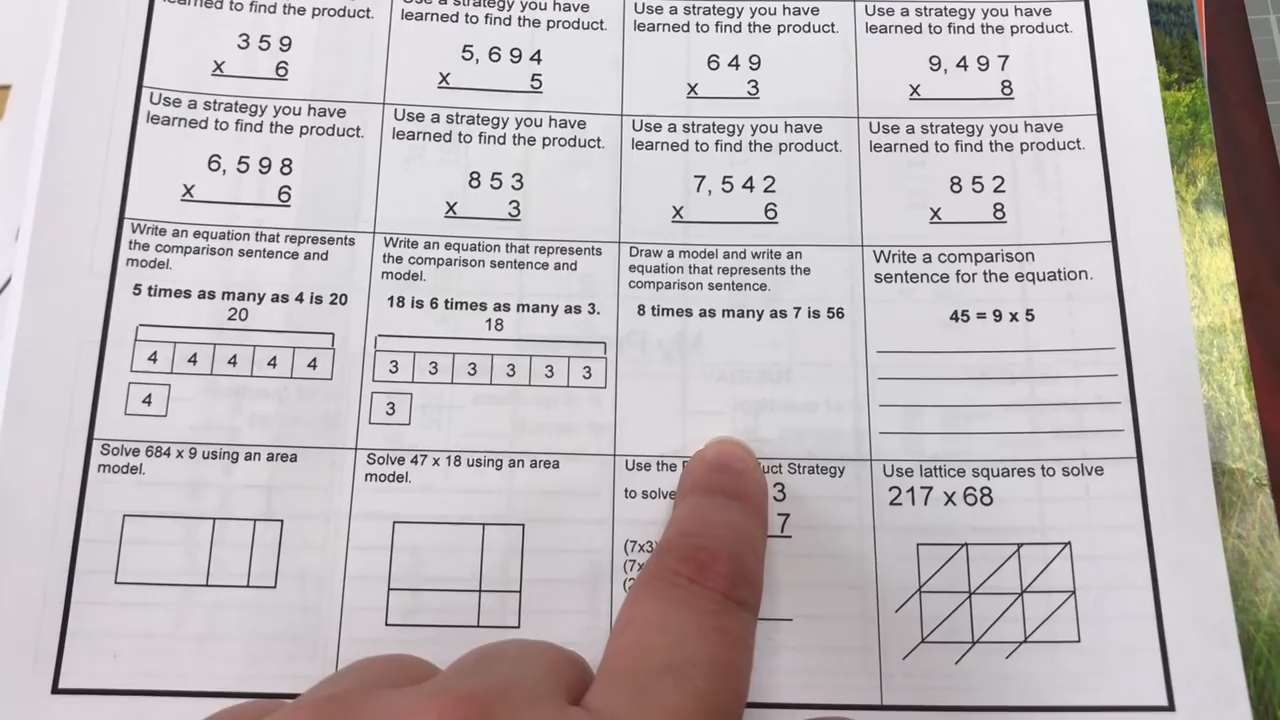 to find the product.
learned to find the product.
Use a strategy you have
learned to find the product.
Use a strategy you have
learned to find the product.
359
x 6
5,694
x 5
649
x 3
9,497
x 8
Use a strategy you have
learned to find the product.
Use a strategy you have
learned to find the product.
Use a strategy you have
learned to find the product.
Use a strategy you have
learned to find the product.
6,598
x 6
853
x 3
7,542
x 6
852
x 8
Write an equation that represents
the comparison sentence and
model.
5 times as many as 4 is 20
20
4 4 4 4 4
4
Write an equation that represents
the comparison sentence and
model.
18 is 6 times as many as 3.
18
3 3 3 3 3 3
3
Draw a model and write an
equation that represents the
comparison sentence.
8 times as many as 7 is 56
Write a comparison
sentence for the equation.
45 = 9 x 5
Solve 684 x 9 using an area
model.
Solve 47 x 18 using an area
model.
Use the Strategy
to solve
3
7
(7x3)
(7x
Use lattice squares to solve
217 x 68